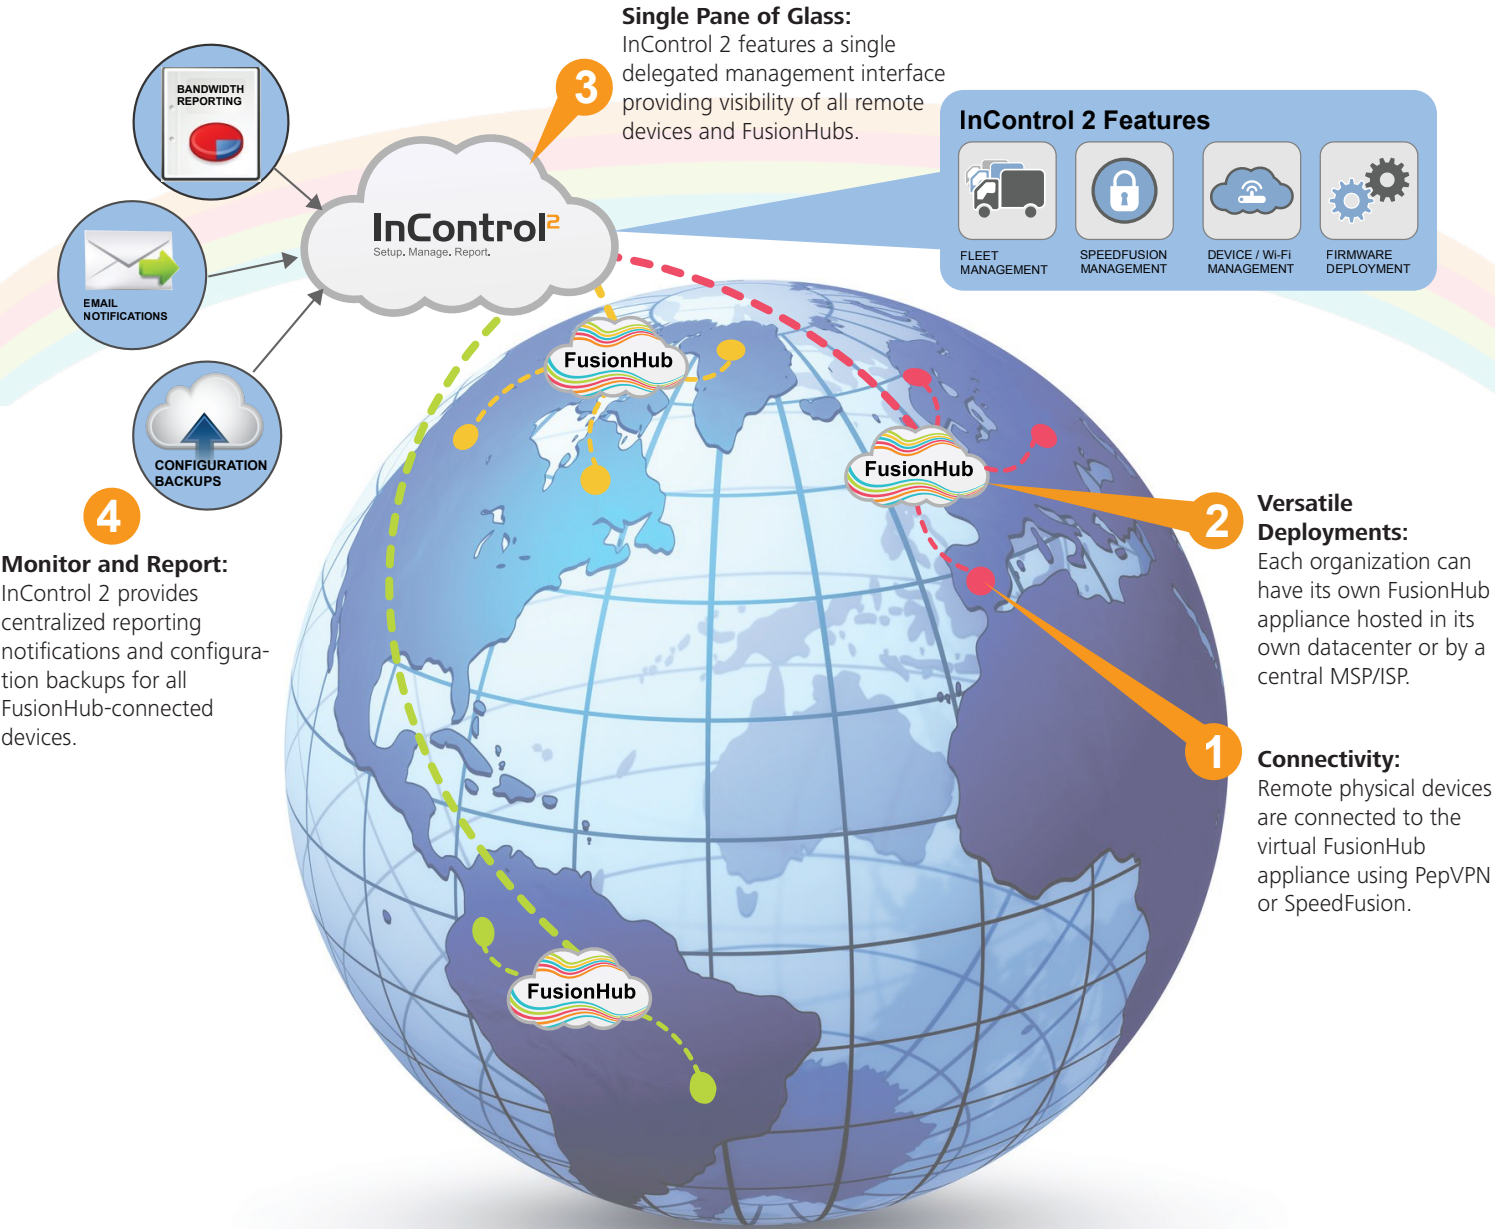 Single Pane of Glass:
InControl 2 features a single
delegated management interface
providing visibility of all remote
devices and FusionHubs.
3
BANDWIDTH
REPORTING
InControl 2 Features
FLEET
MANAGEMENT
SPEEDFUSION
MANAGEMENT
DEVICE / Wi-Fi
MANAGEMENT
FIRMWARE
DEPLOYMENT
InControl2
Setup. Manage. Report.
EMAIL
NOTIFICATIONS
CONFIGURATION
BACKUPS
FusionHub
FusionHub
FusionHub
4
Monitor and Report:
InControl 2 provides
centralized reporting
notifications and configura-
tion backups for all
FusionHub-connected
devices.
2
Versatile
Deployments:
Each organization can
have its own FusionHub
appliance hosted in its
own datacenter or by a
central MSP/ISP.
1
Connectivity:
Remote physical devices
are connected to the
virtual FusionHub
appliance using PepVPN
or SpeedFusion.